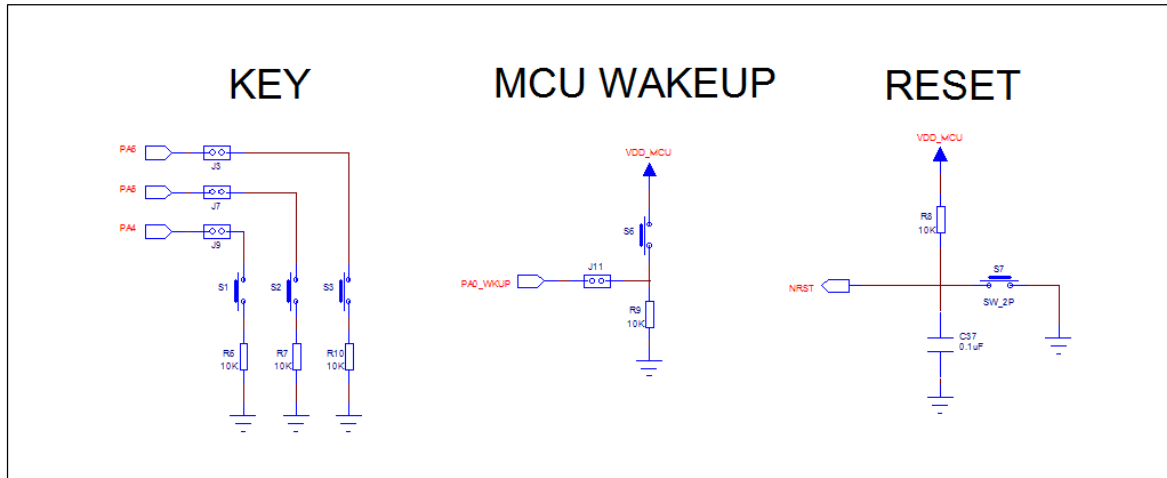 KEY
PA6
J3
PA5
J7
PA4
J9
S1
S2
S3
R6
10K
R7
10K
R10
10K
MCU WAKEUP
VDD_MCU
S6
J11
PA0_WKUP
R9
10K
RESET
VDD_MCU
R8
10K
S7
NRST
SW_2P
C37
0.1uF